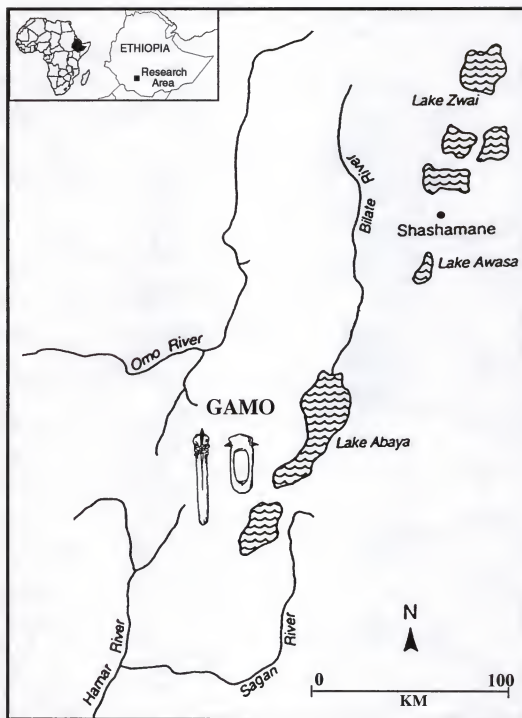 ETHIOPIA
Research
Area
Lake Zwai
Bilate River
Shashamane
Lake Awasa
Omo River
GAMO
Lake Abaya
Hamar River
Sagan River
N
0 100
KM